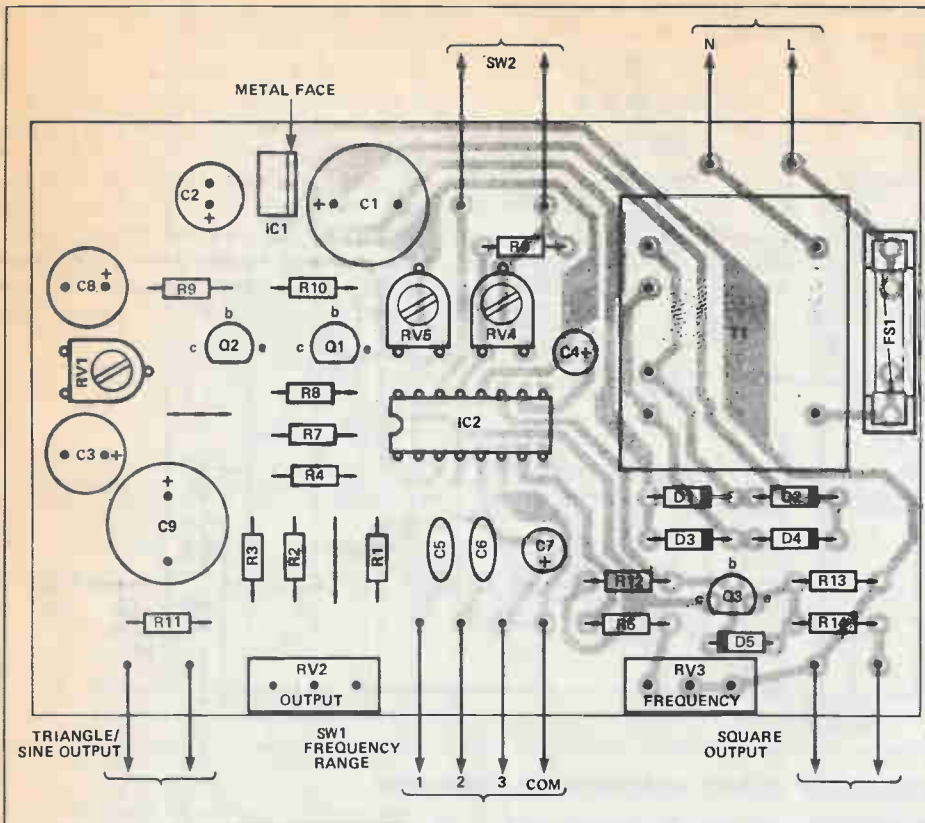 N L
SW2
METAL FACE
C2
IC1
C1
C8
R9
R10
RV5
RV4
Q2
c e
b
Q1
c e
b
C4
T1
FS1
RV1
R8
IC2
R7
C3
R4
C9
D1
D3
D4
R3
R2
R1
C5
C6
C7
b
R12
c Q3 e
R13
R11
R5
R14
D5
RV2
OUTPUT
RV3
FREQUENCY
TRIANGLE/
SINE OUTPUT
SW1
FREQUENCY
RANGE
SQUARE
OUTPUT
1 2 3 COM